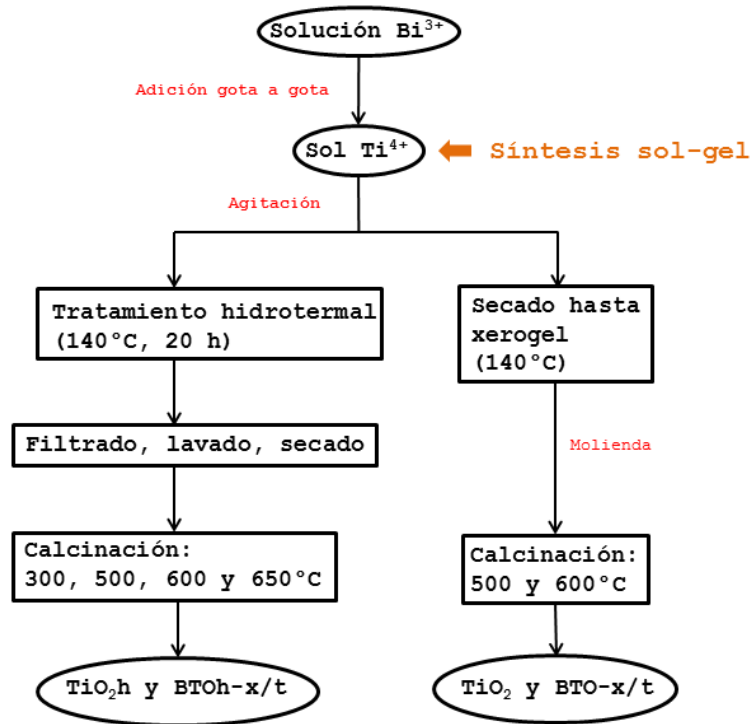 Solución Bi³⁺
Adición gota a gota
Sol Ti⁴⁺
Síntesis sol-gel
Agitación
Tratamiento hidrotermal
(140°C, 20 h)
Secado hasta
xerogel
(140°C)
Filtrado, lavado, secado
Molienda
Calcinación:
300, 500, 600 y 650°C
Calcinación:
500 y 600°C
TiO₂h y BTOh-x/t
TiO₂ y BTO-x/t